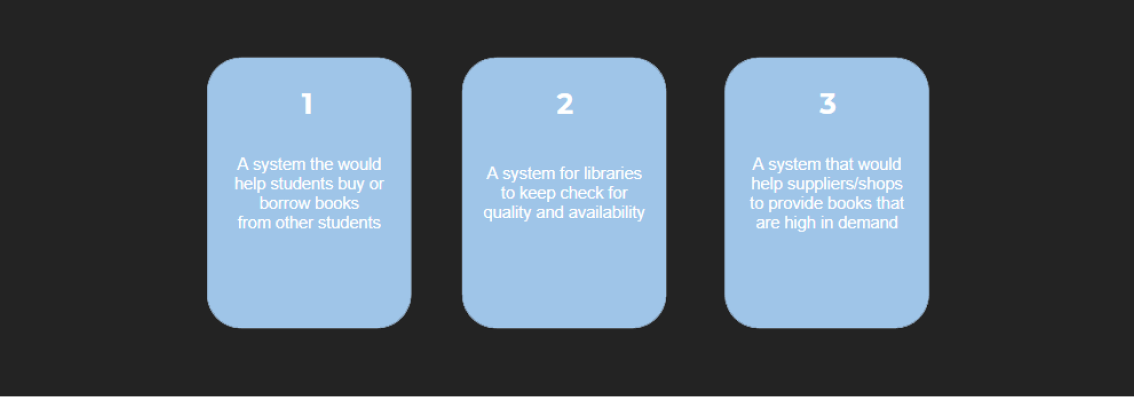 1
A system the would
help students buy or
borrow books
from other students
2
A system for libraries
to keep check for
quality and availability
3
A system that would
help suppliers/shops
to provide books that
are high in demand